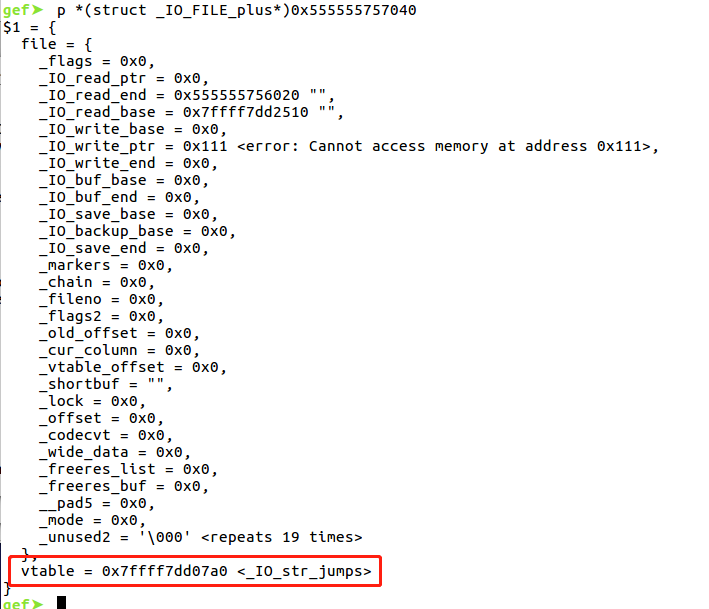 gef➤  p *(struct _IO_FILE_plus*)0x555555757040
$1 = {
  file = {
    _flags = 0x0,
    _IO_read_ptr = 0x0,
    _IO_read_end = 0x555555756020 "",
    _IO_read_base = 0x7ffff7dd2510 "",
    _IO_write_base = 0x0,
    _IO_write_ptr = 0x111 <error: Cannot access memory at address 0x111>,
    _IO_write_end = 0x0,
    _IO_buf_base = 0x0,
    _IO_buf_end = 0x0,
    _IO_save_base = 0x0,
    _IO_backup_base = 0x0,
    _IO_save_end = 0x0,
    _markers = 0x0,
    _chain = 0x0,
    _fileno = 0x0,
    _flags2 = 0x0,
    _old_offset = 0x0,
    _cur_column = 0x0,
    _vtable_offset = 0x0,
    _shortbuf = "",
    _lock = 0x0,
    _offset = 0x0,
    _codecvt = 0x0,
    _wide_data = 0x0,
    _freeres_list = 0x0,
    _freeres_buf = 0x0,
    __pad5 = 0x0,
    _mode = 0x0,
    _unused2 = '\000' <repeats 19 times>
  },
  vtable = 0x7ffff7dd07a0 <_IO_str_jumps>
}
gef➤